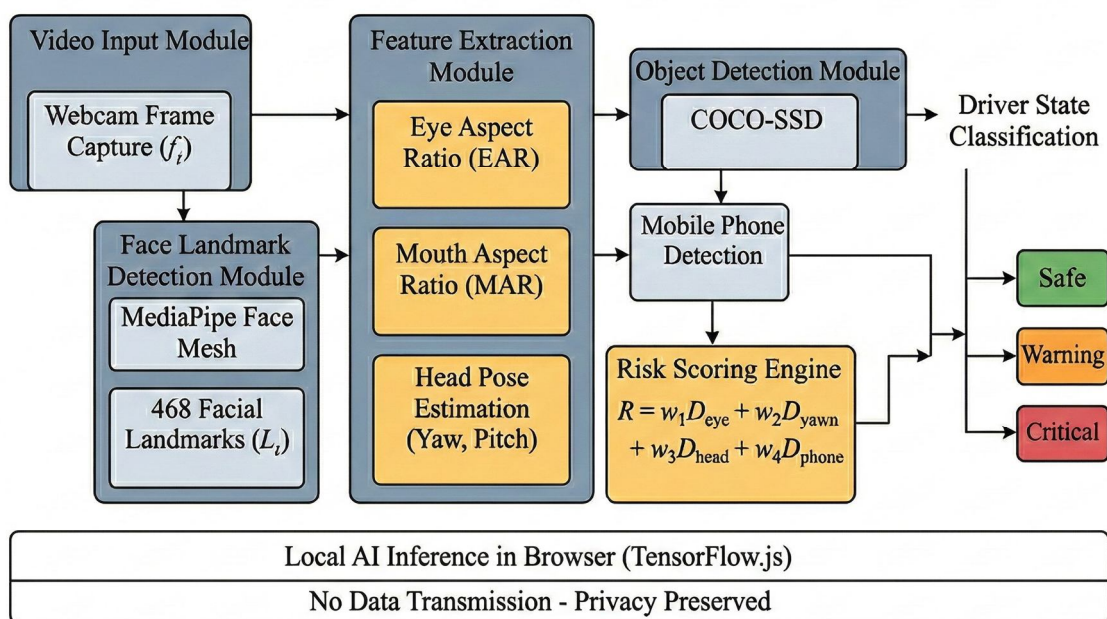 Video Input Module
Webcam Frame
Capture (fₜ)
Face Landmark
Detection Module
MediaPipe Face
Mesh
468 Facial
Landmarks (Lₜ)
Feature Extraction
Module
Eye Aspect
Ratio (EAR)
Mouth Aspect
Ratio (MAR)
Head Pose
Estimation
(Yaw, Pitch)
Object Detection Module
COCO-SSD
Mobile Phone
Detection
Risk Scoring Engine
R = w₁D_eye + w₂D_yawn
+ w₃D_head + w₄D_phone
Driver State
Classification
Safe
Warning
Critical
Local AI Inference in Browser (TensorFlow.js)
No Data Transmission - Privacy Preserved